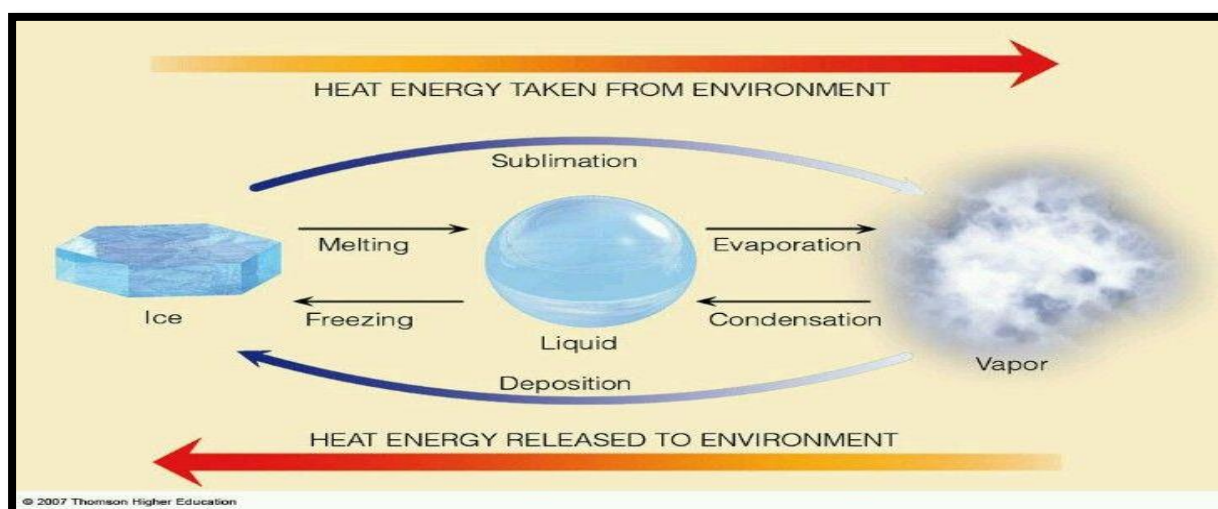 HEAT ENERGY TAKEN FROM ENVIRONMENT
Sublimation
Melting
Evaporation
Ice
Freezing
Liquid
Condensation
Vapor
Deposition
HEAT ENERGY RELEASED TO ENVIRONMENT
© 2007 Thomson Higher Education